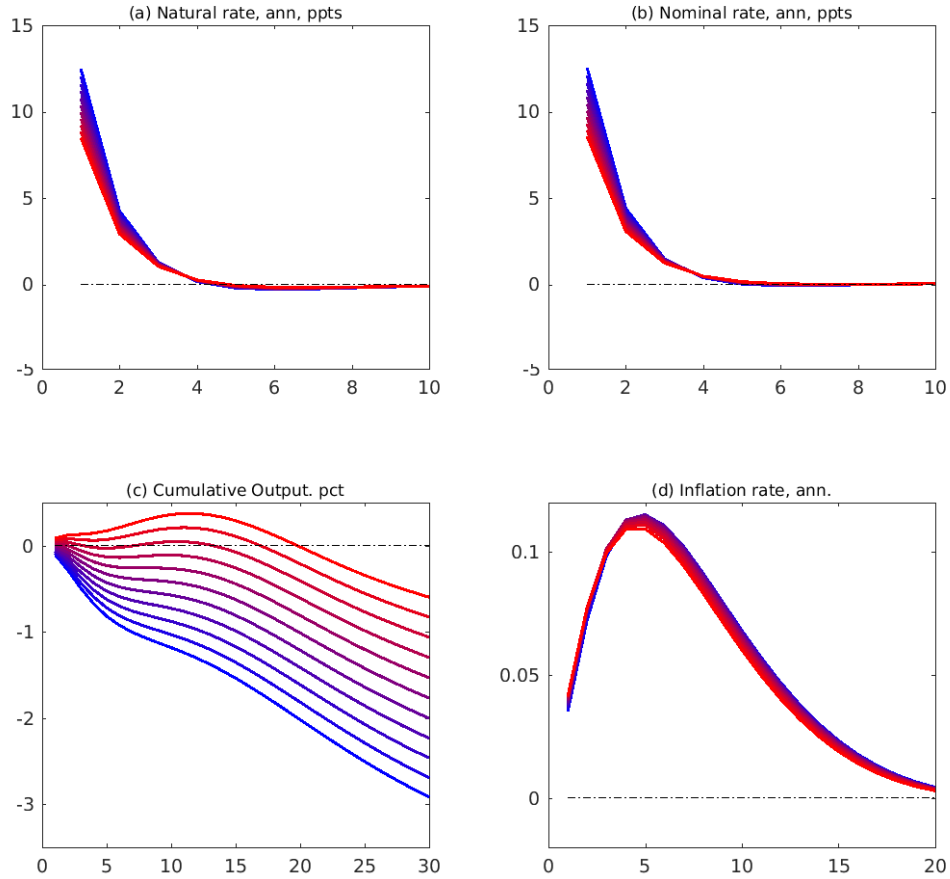 (a) Natural rate, ann, ppts
15
10
5
0
-5
0 2 4 6 8 10
(b) Nominal rate, ann, ppts
15
10
5
0
-5
0 2 4 6 8 10
(c) Cumulative Output. pct
0
-1
-2
-3
0 5 10 15 20 25 30
(d) Inflation rate, ann.
0.1
0.05
0
0 5 10 15 20